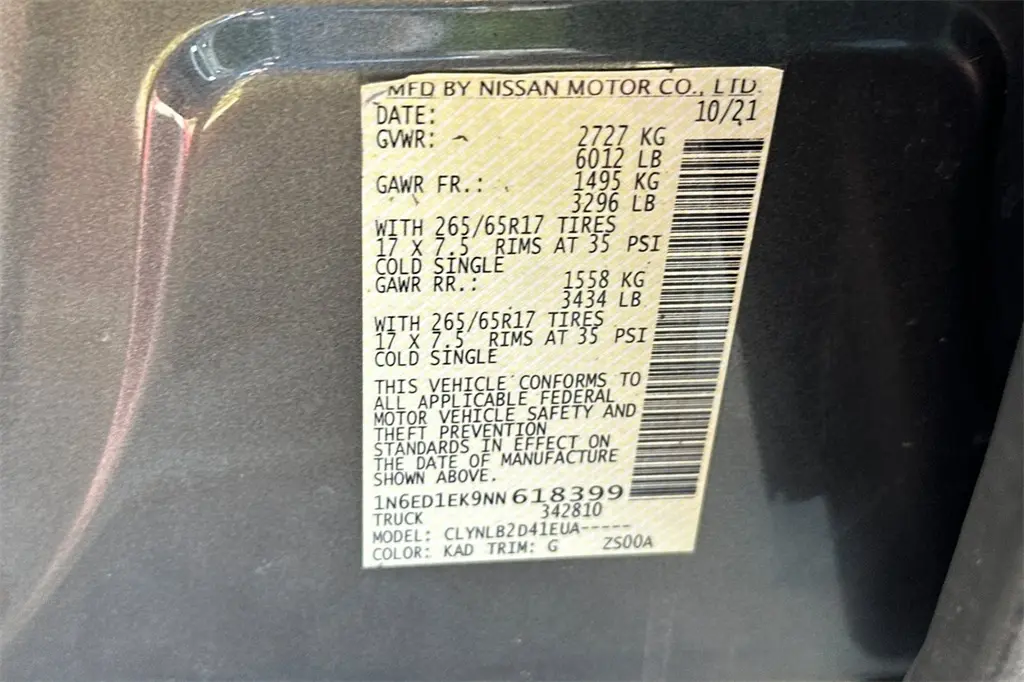 MFD BY NISSAN MOTOR CO., LTD.
DATE: 10/21
GVWR: 2727 KG
6012 LB
GAWR FR.: 1495 KG
3296 LB
WITH 265/65R17 TIRES
17 X 7.5 RIMS AT 35 PSI
COLD SINGLE
GAWR RR.: 1558 KG
3434 LB
WITH 265/65R17 TIRES
17 X 7.5 RIMS AT 35 PSI
COLD SINGLE
THIS VEHICLE CONFORMS TO
ALL APPLICABLE FEDERAL
MOTOR VEHICLE SAFETY AND
THEFT PREVENTION
STANDARDS IN EFFECT ON
THE DATE OF MANUFACTURE
SHOWN ABOVE.
1N6ED1EK9NN618399
TRUCK 342810
MODEL: CLYNLB2D41EUA-----
COLOR: KAD TRIM: G ZS00A